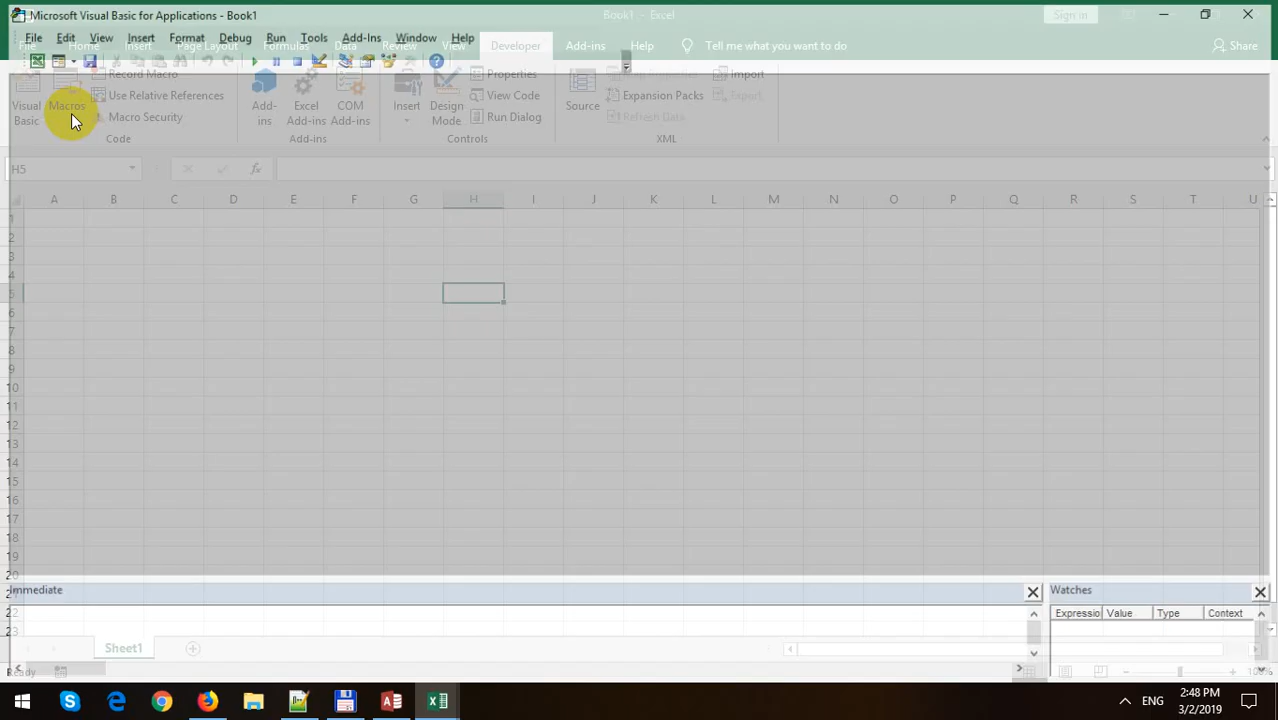 Microsoft Visual Basic for Applications - Book1
Book1 - Excel
Sign in
File Edit View Insert Format Debug Run Tools Add-Ins Window Help
File Home Insert Page Layout Formulas Data Review View Developer Add-ins Help Tell me what you want to do Share
Record Macro
Properties
Import
Use Relative References
View Code
Expansion Packs
Export
Macro Security
Run Dialog
Refresh Data
Visual Basic
Macros
Add-ins
Excel Add-ins
COM Add-ins
Insert
Design Mode
Source
Code
Add-ins
Controls
XML
H5
A B C D E F G H I J K L M N O P Q R S T U
1
2
3
4
5
6
7
8
9
10
11
12
13
14
15
16
17
18
19
20
Immediate
Watches
Expressio Value Type Context
22
23
Sheet1
Ready
100%
ENG
2:48 PM
3/2/2019